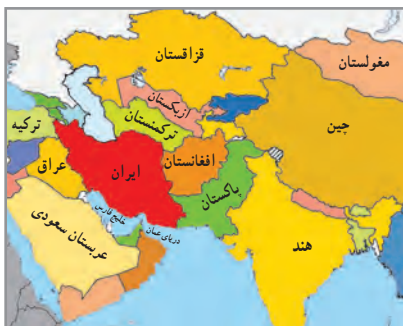 قزاقستان
مغولستان
ازبکستان
ترکمنستان
ترکیه
چین
افغانستان
ایران
عراق
پاکستان
خلیج فارس
دریای عمان
عربستان سعودی
هند